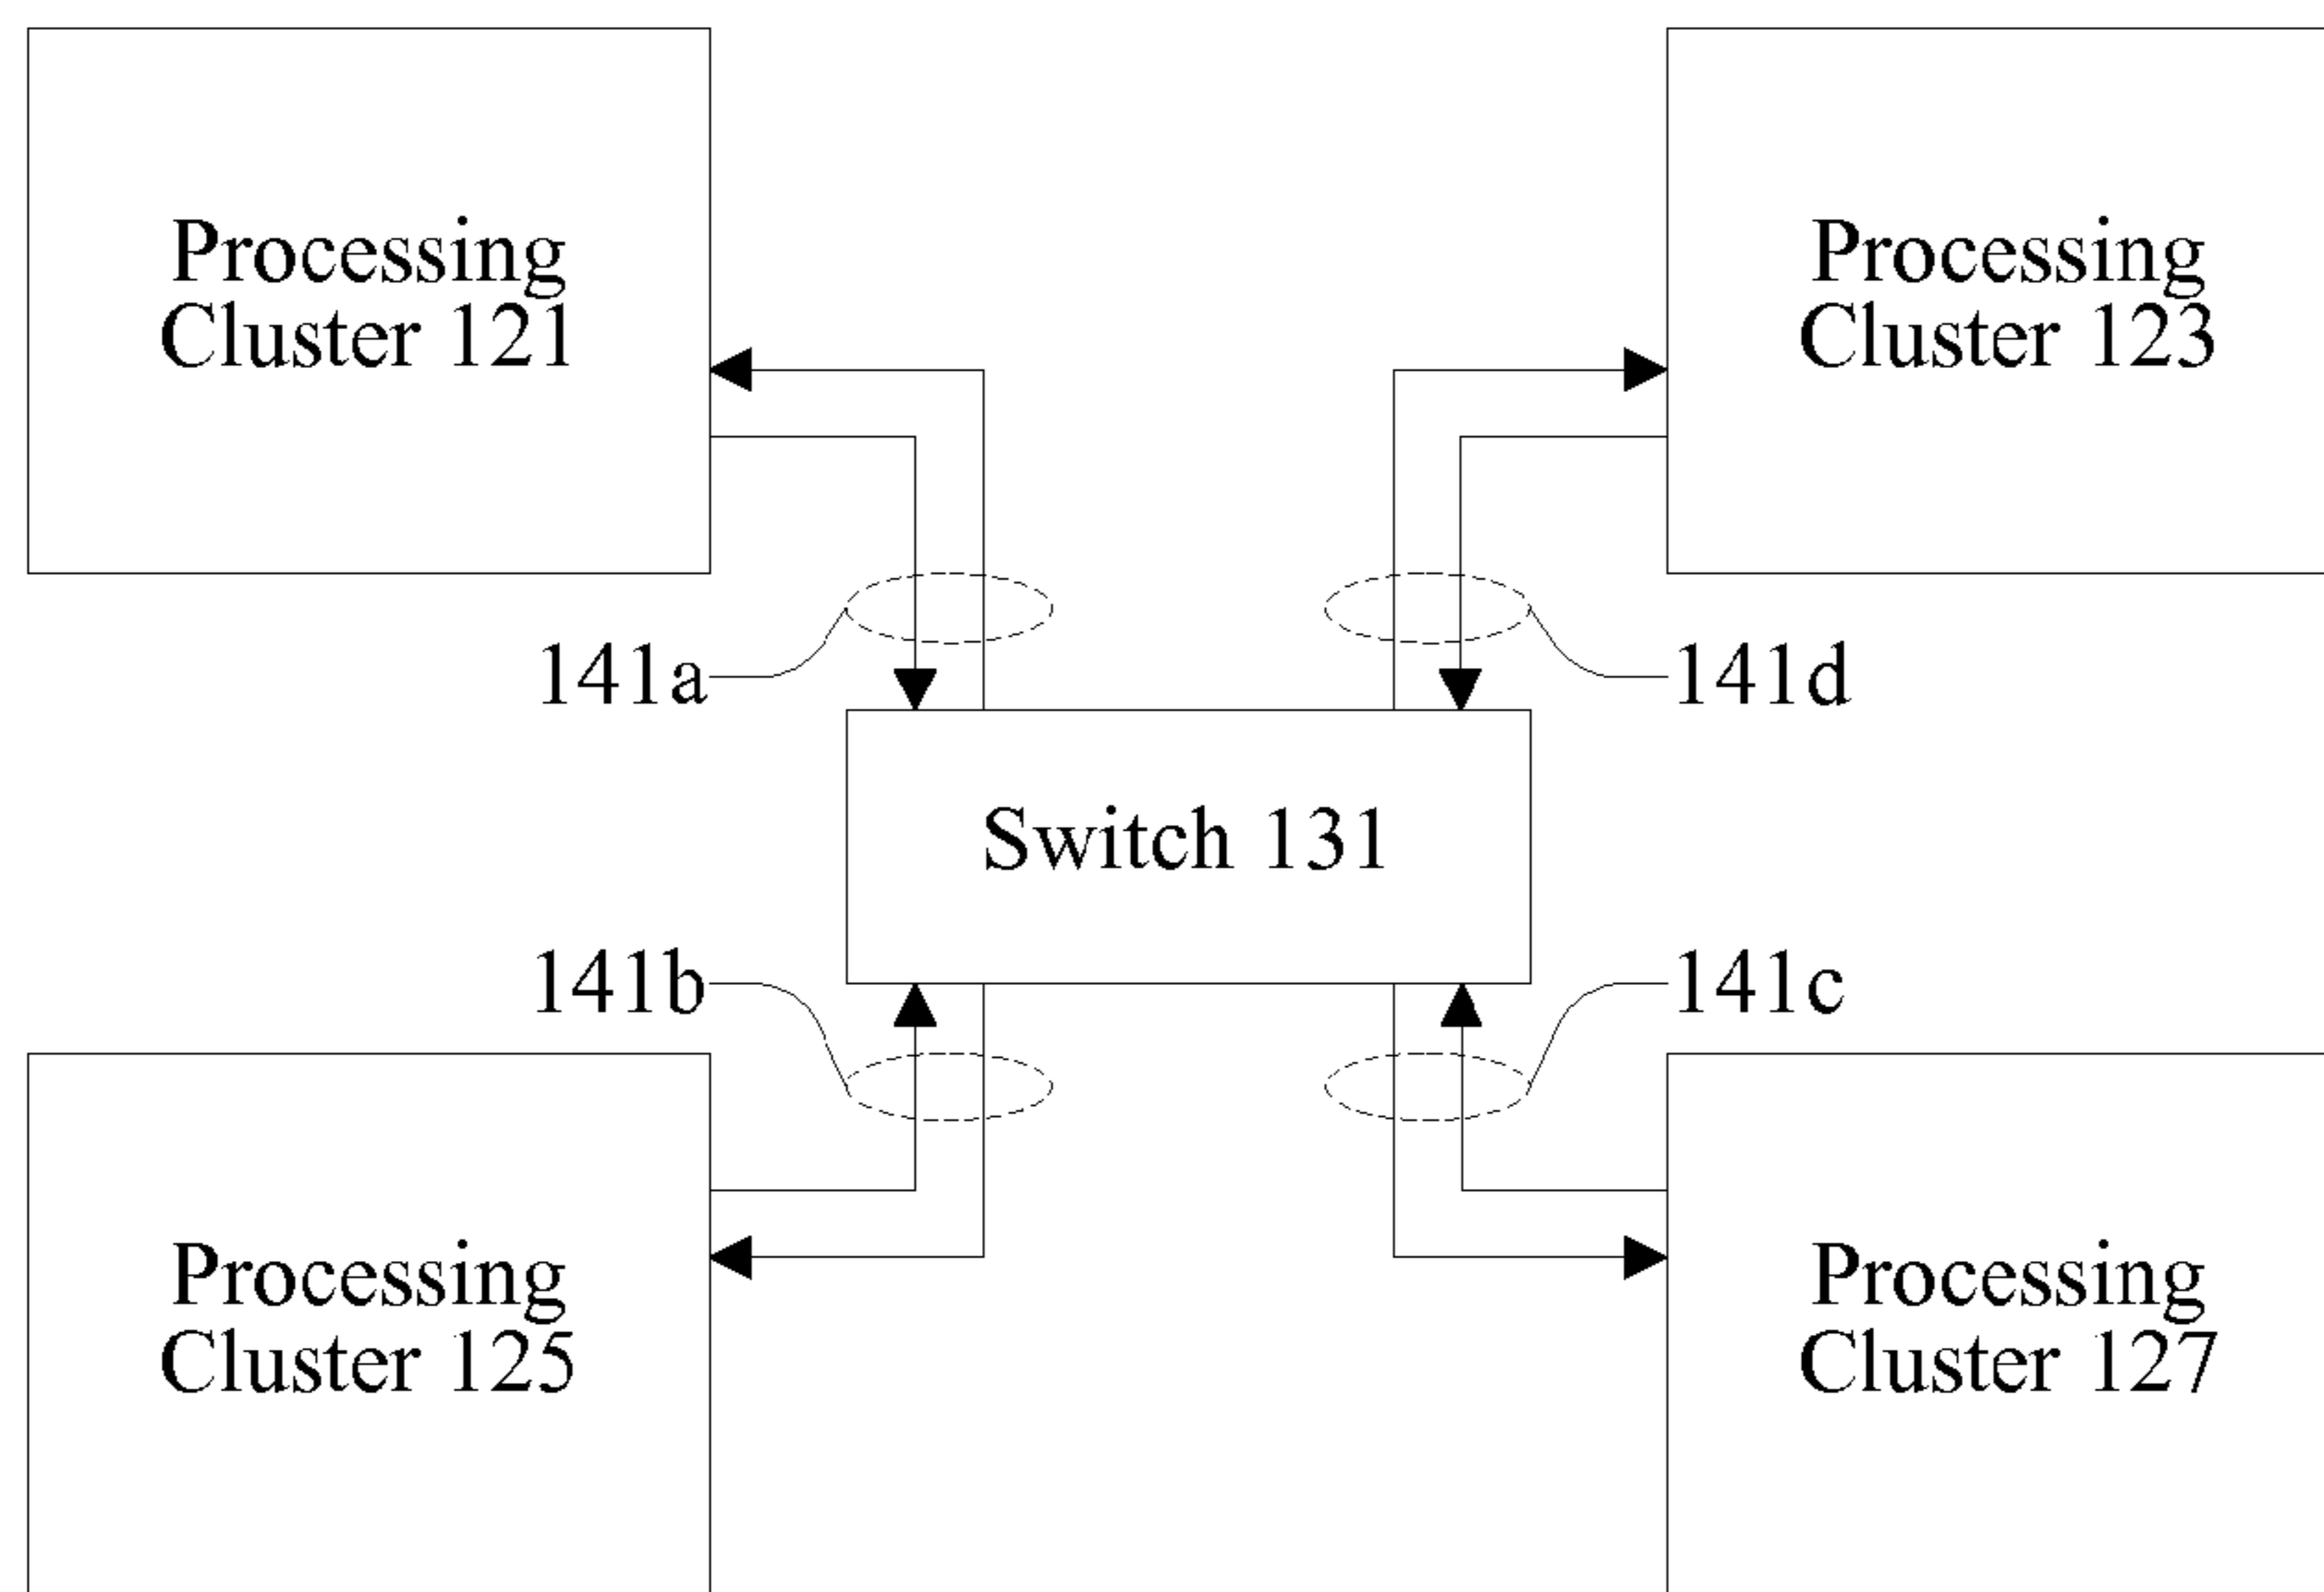 Processing
Cluster 121
Processing
Cluster 123
141a
141d
Switch 131
141b
141c
Processing
Cluster 125
Processing
Cluster 127